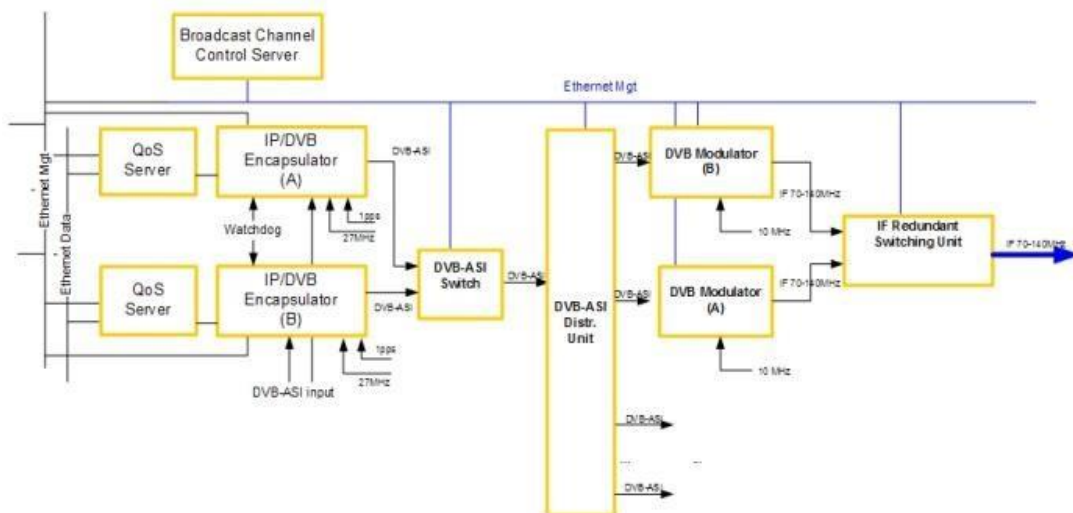 Broadcast Channel
Control Server
Ethernet Mgt
Ethernet Mgt
Ethernet Data
QoS
Server
IP/DVB
Encapsulator
(A)
DVB-ASI
1pps
27MHz
Watchdog
QoS
Server
IP/DVB
Encapsulator
(B)
DVB-ASI
1pps
27MHz
DVB-ASI input
DVB-ASI
Switch
DVB-ASI
DVB-ASI
Distr.
Unit
DVB-ASI
DVB Modulator
(B)
IF 70-140MHz
10 MHz
DVB-ASI
DVB Modulator
(A)
IF 70-140MHz
10 MHz
IF Redundant
Switching Unit
IF 70-140MHz
DVB-ASI
DVB-ASI